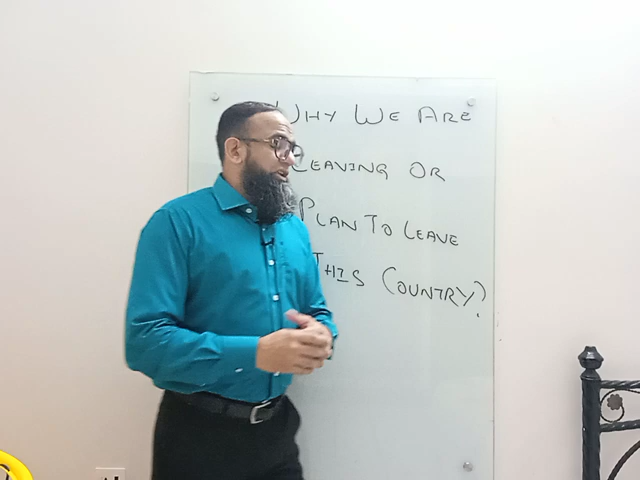 WHY WE ARE
LEAVING OR
PLAN TO LEAVE
THIS COUNTRY?